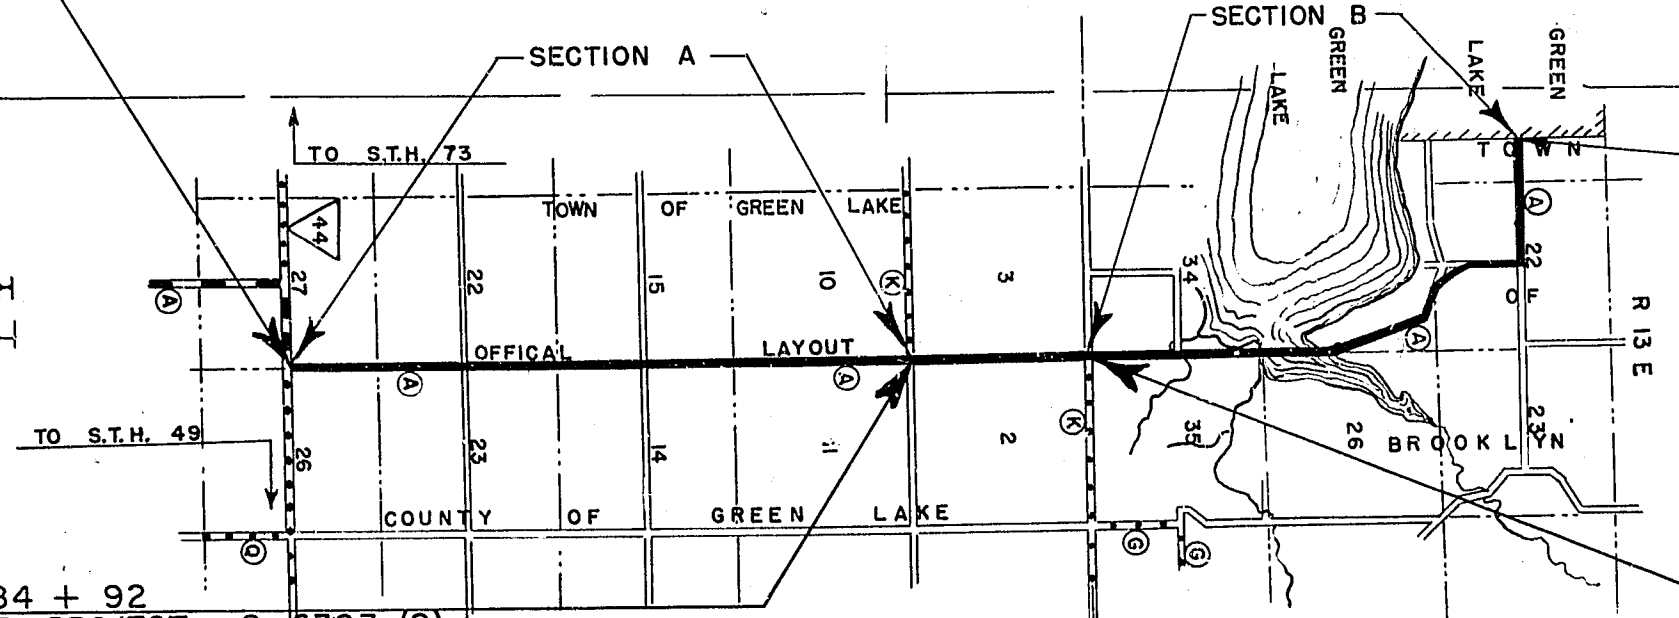 SECTION B
SECTION A
GREEN
LAKE
GREEN
LAKE
TO S.T.H. 73
TOWN
TOWN OF GREEN LAKE
44
A
27
22
15
10
K
3
34
22
A
OF
R 13 E
OFFICAL LAYOUT
A
A
A
TO S.T.H. 49
26
23
14
11
2
K
35
26
BROOKLYN
23
COUNTY OF GREEN LAKE
Q
G
G
34 + 92